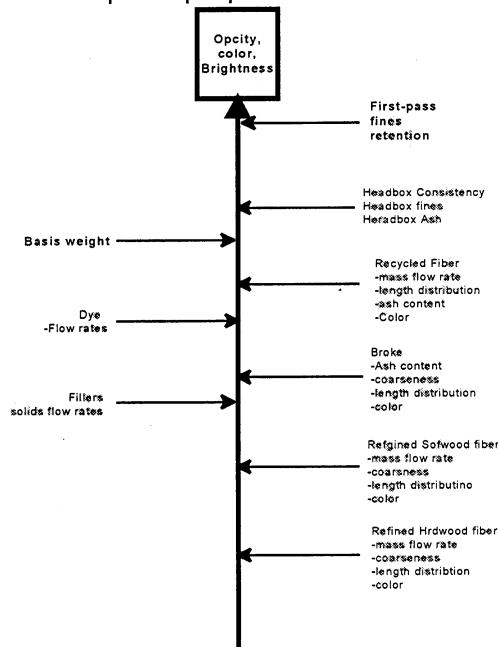 Opcity,
color,
Brightness
First-pass
fines
retention
Headbox Consistency
Headbox fines
Heradbox Ash
Basis weight
Recycled Fiber
-mass flow rate
-length distribution
-ash content
-Color
Dye
-Flow rates
Broke
-Ash content
-coarseness
-length distribution
-color
Fillers
solids flow rates
Refgined Sofwood fiber
-mass flow rate
-coarsness
-length distributino
-color
Refined Hrdwood fiber
-mass flow rate
-coarseness
-length distribtion
-color